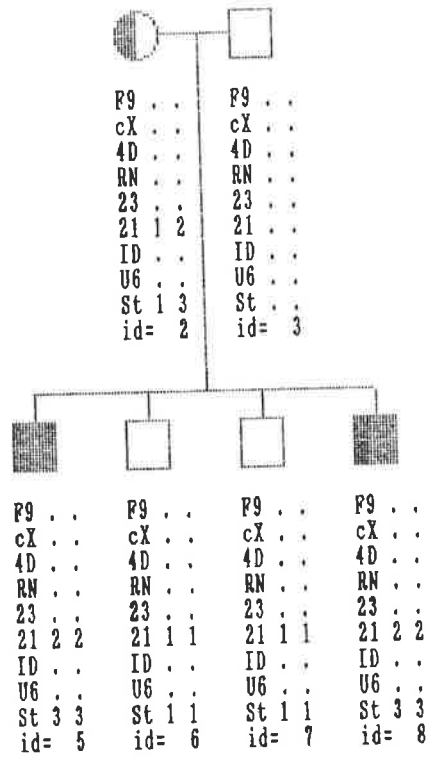 F9 . . F9 . .
cX . . cX . .
4D . . 4D . .
RN . . RN . .
23 . . 23 . .
21 1 2 21 . .
ID . . ID . .
U6 . . U6 . .
St 1 3 St . .
id= 2 id= 3
F9 . . F9 . . F9 . . F9 . .
cX . . cX . . cX . . cX . .
4D . . 4D . . 4D . . 4D . .
RN . . RN . . RN . . RN . .
23 . . 23 . . 23 . . 23 . .
21 2 2 21 1 1 21 1 1 21 2 2
ID . . ID . . ID . . ID . .
U6 . . U6 . . U6 . . U6 . .
St 3 3 St 1 1 St 1 1 St 3 3
id= 5 id= 6 id= 7 id= 8